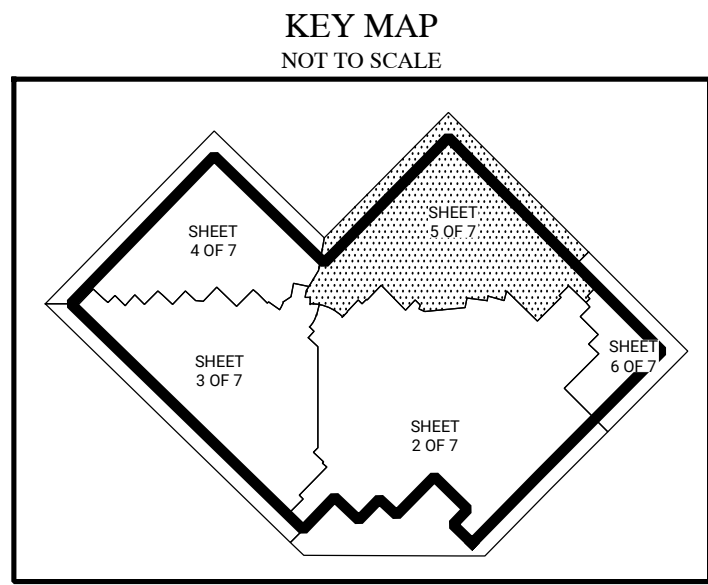 KEY MAP
NOT TO SCALE
SHEET
4 OF 7
SHEET
5 OF 7
SHEET
3 OF 7
SHEET
6 OF 7
SHEET
2 OF 7